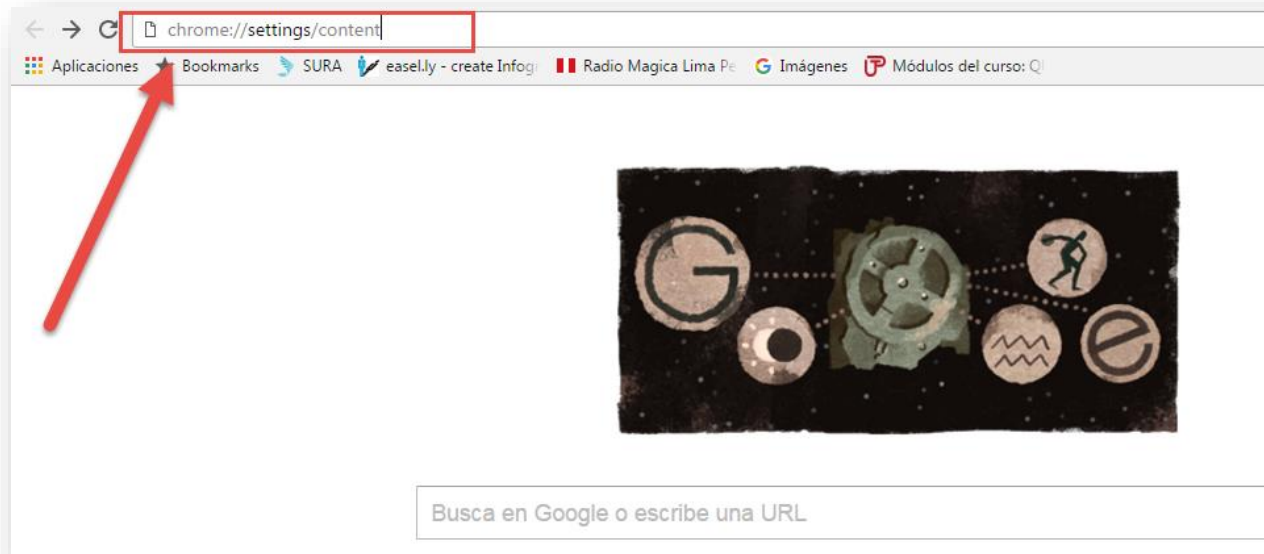 chrome://settings/content
Aplicaciones Bookmarks SURA easel.ly - create Infog Radio Magica Lima Pe Imágenes Módulos del curso: Q
G e
Busca en Google o escribe una URL